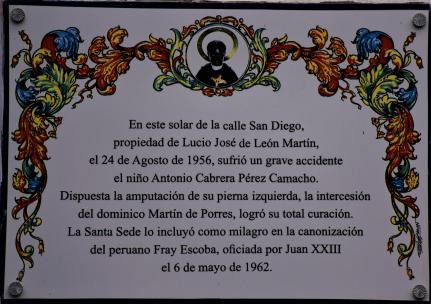 En este solar de la calle San Diego,
propiedad de Lucio José de León Martín,
el 24 de Agosto de 1956, sufrió un grave accidente
el niño Antonio Cabrera Pérez Camacho.
Dispuesta la amputación de su pierna izquierda, la intercesión
del dominico Martín de Porres, logró su total curación.
La Santa Sede lo incluyó como milagro en la canonización
del peruano Fray Escoba, oficiada por Juan XXIII
el 6 de mayo de 1962.